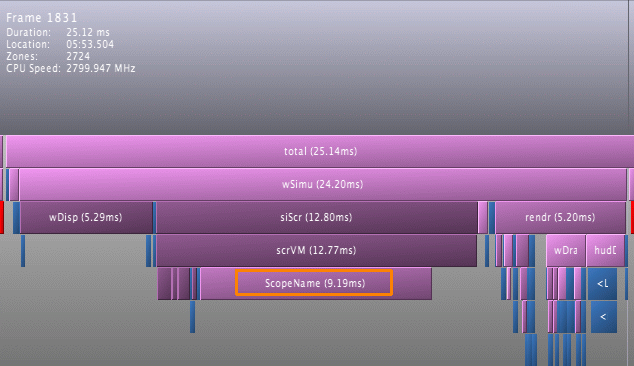 Frame 1831
Duration: 25.12 ms
Location: 05:53.504
Zones: 2724
CPU Speed: 2799.947 MHz
total (25.14ms)
wSimu (24.20ms)
wDisp (5.29ms) siScr (12.80ms) rendr (5.20ms)
scrVM (12.77ms) wDra hudD
ScopeName (9.19ms) <L
<